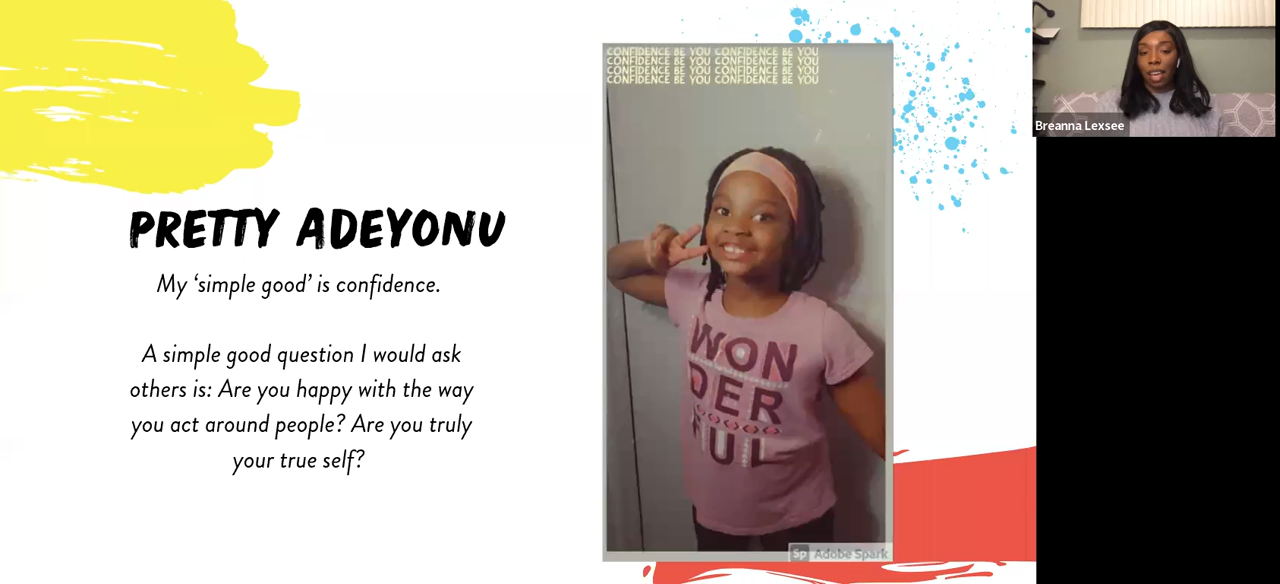 CONFIDENCE BE YOU CONFIDENCE BE YOU
CONFIDENCE BE YOU CONFIDENCE BE YOU
CONFIDENCE BE YOU CONFIDENCE BE YOU
CONFIDENCE BE YOU CONFIDENCE BE YOU
Breanna Lexsee
PRETTY ADEYONU
My ‘simple good’ is confidence.
A simple good question I would ask
others is: Are you happy with the way
you act around people? Are you truly
your true self?
WON
DER
FUL
Sp Adobe Spark